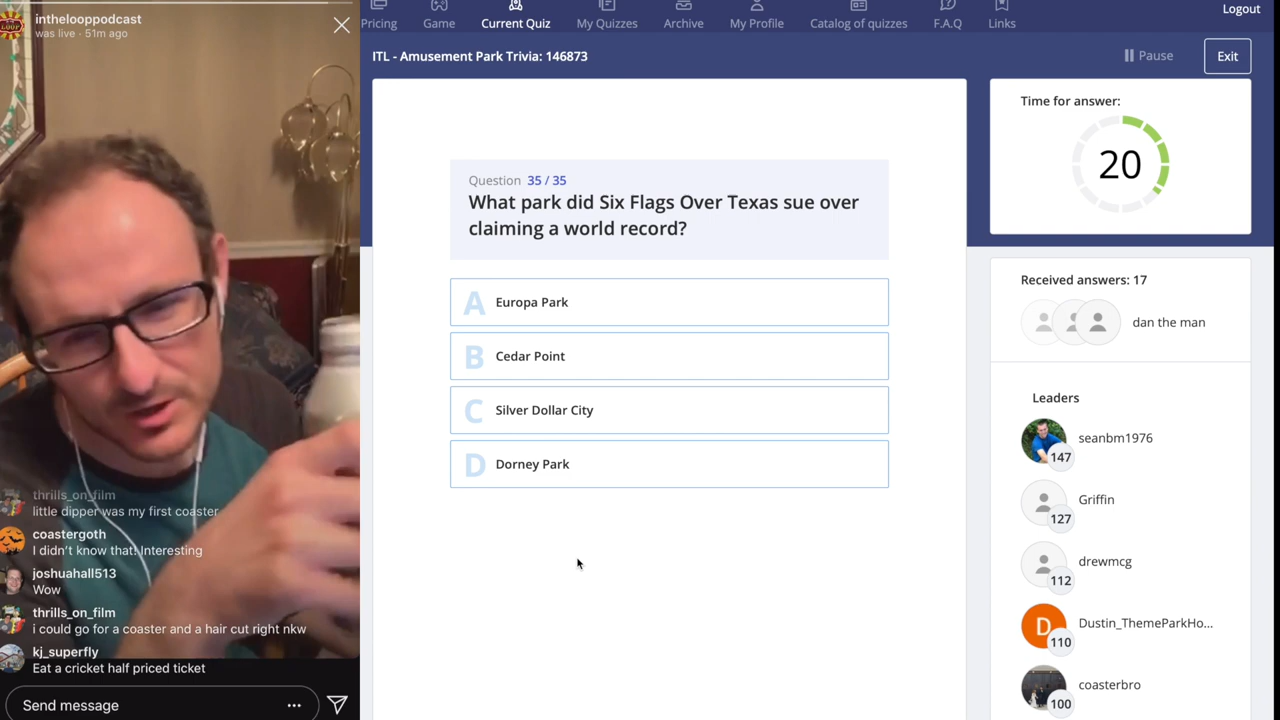 inthelooppodcast
was live · 51m ago
LOOP
thrills_on_film
little dipper was my first coaster
coastergoth
I didn't know that! Interesting
joshuahall513
Wow
thrills_on_film
i could go for a coaster and a hair cut right nkw
kj_superfly
Eat a cricket half priced ticket
Send message
Pricing
Game
Current Quiz
My Quizzes
Archive
My Profile
Catalog of quizzes
F.A.Q
Links
Logout
ITL - Amusement Park Trivia: 146873
Pause
Exit
Question 35 / 35
What park did Six Flags Over Texas sue over
claiming a world record?
A Europa Park
B Cedar Point
C Silver Dollar City
D Dorney Park
Time for answer:
20
Received answers: 17
dan the man
Leaders
seanbm1976
147
Griffin
127
drewmcg
112
D
Dustin_ThemeParkHo...
110
coasterbro
100